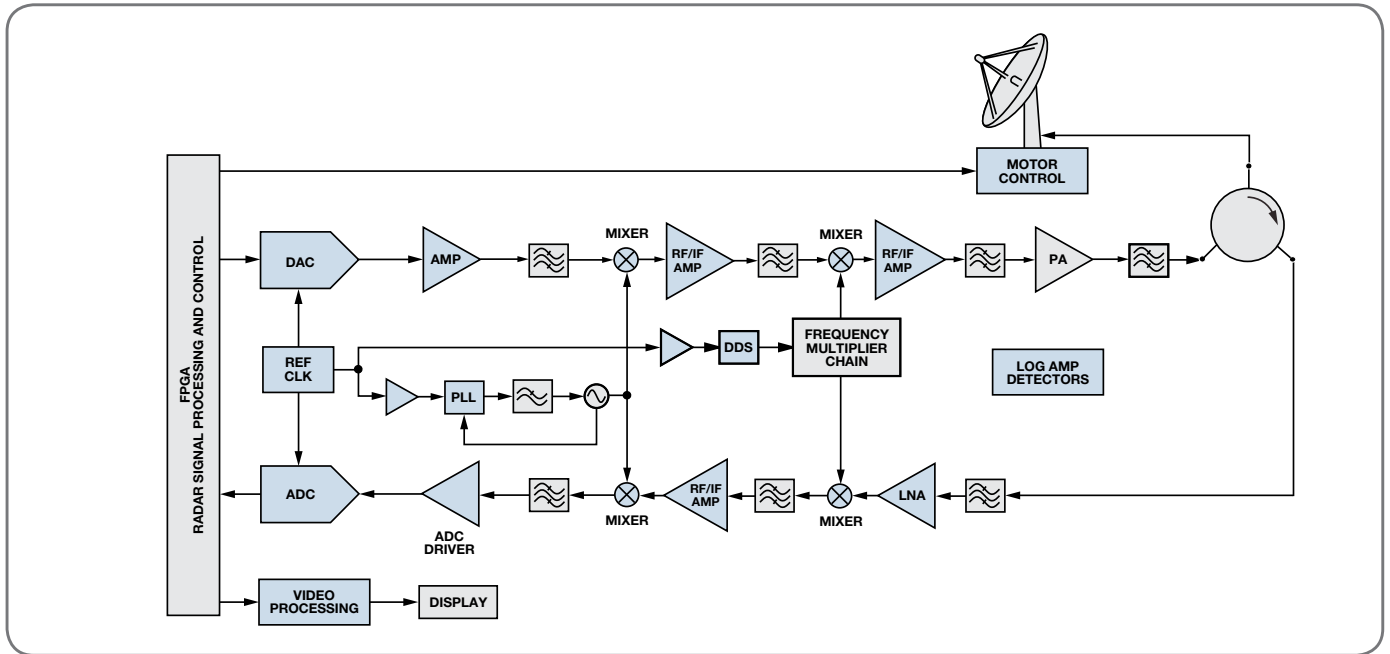 MOTOR
CONTROL
FPGA
RADAR SIGNAL PROCESSING AND CONTROL
DAC
AMP
MIXER
RF/IF
AMP
MIXER
RF/IF
AMP
PA
REF
CLK
DDS
FREQUENCY
MULTIPLIER
CHAIN
LOG AMP
DETECTORS
PLL
ADC
ADC
DRIVER
MIXER
RF/IF
AMP
MIXER
LNA
VIDEO
PROCESSING
DISPLAY